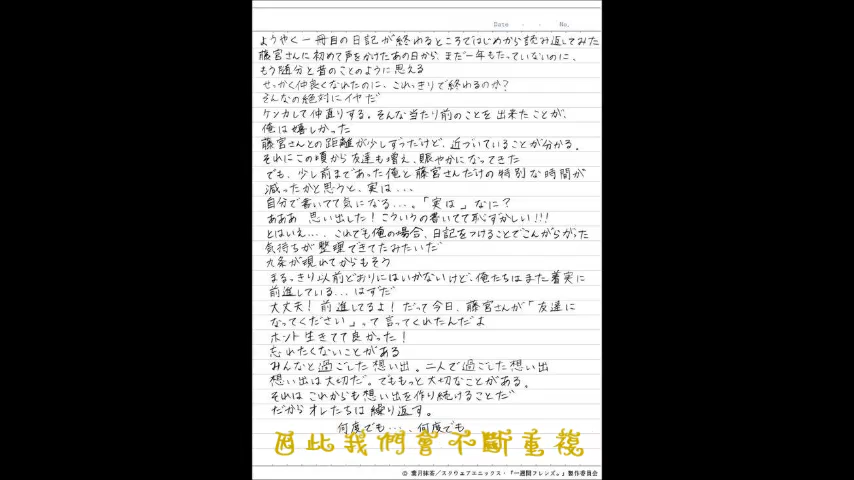 Date ・ ・ No.
ようやく一冊目の日記が終わるところではじめから読み返してみた
藤宮さんに初めて声をかけたあの日から、まだ一年もたっていないのに、
もう随分と昔のことのように思える
せっかく仲良くなれたのに、これっきりで終わるのか?
そんなの絶対にイヤだ
ケンカして仲直りする。そんな当たり前のことを出来たことが、
俺は嬉しかった
藤宮さんとの距離が少しずつだけど、近づいていることが分かる。
それにこの頃から友達も増え、賑やかになってきた
でも、少し前まであった俺と藤宮さんだけの特別な時間が
減ったかと思うと、実は・・・
自分で書いてて気になる…。「実は」なに?
あああ 思い出した!こういうの書いてて恥ずかしい!!!
とはいえ…、これでも俺の場合、日記をつけることでこんがらがった
気持ちが整理できてたみたいだ
九条が現れてからもそう
まるっきり以前どおりにはいかないけど、俺たちはまた着実に
前進している…はずだ
大丈夫!前進してるよ!だって今日、藤宮さんが「友達に
なってください」って言ってくれたんだよ
ホント生きてて良かった!
忘れたくないことがある
みんなと過ごした想い出。二人で過ごした想い出
想い出は大切だ。でももっと大切なことがある。
それはこれからも想い出を作り続けることだ
だからオレたちは繰り返す。
何度でも…、何度でも
因此我們會不斷重複
© 葉月抹茶/スクウェアエニックス・「一週間フレンズ。」製作委員会